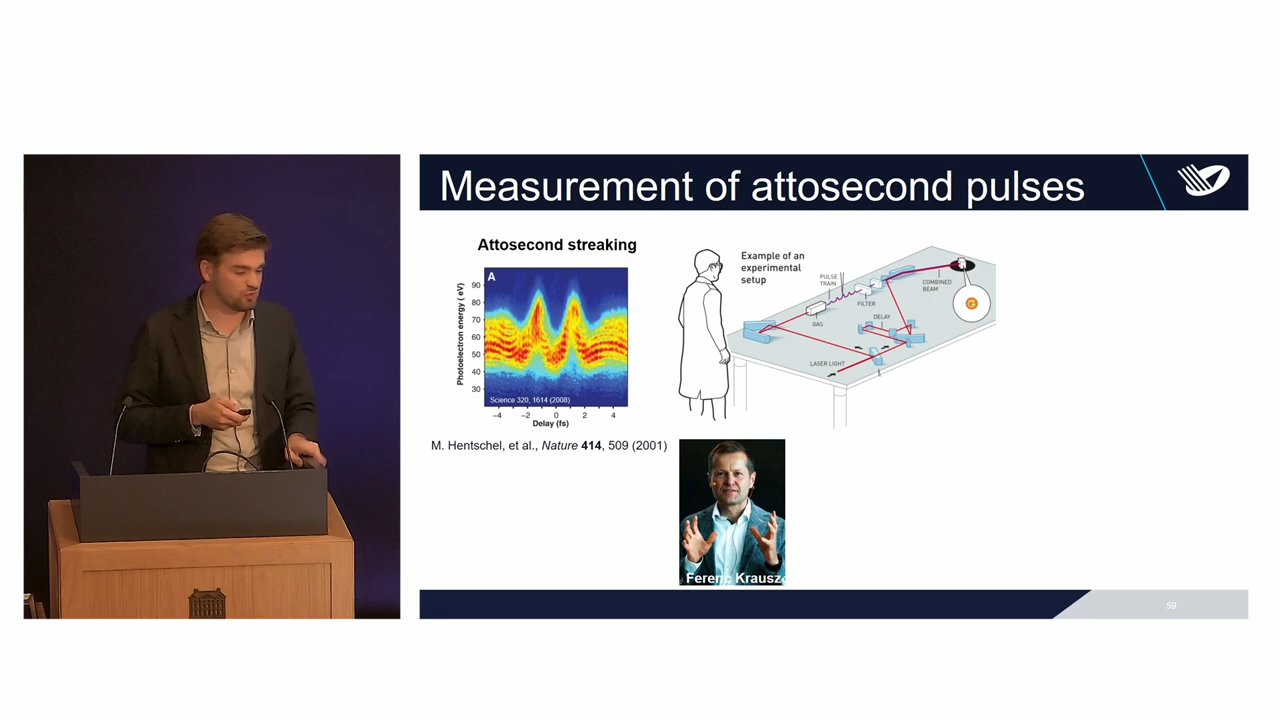 Measurement of attosecond pulses
Attosecond streaking
A
Photoelectron energy ( eV)
90
80
70
60
50
40
30
Science 320, 1614 (2008)
−4 −2 0 2 4
Delay (fs)
M. Hentschel, et al., Nature 414, 509 (2001)
Example of an
experimental
setup
PULSE
TRAIN
FILTER
COMBINED
BEAM
GAS
DELAY
LASER LIGHT
Ferenc Krausz
59